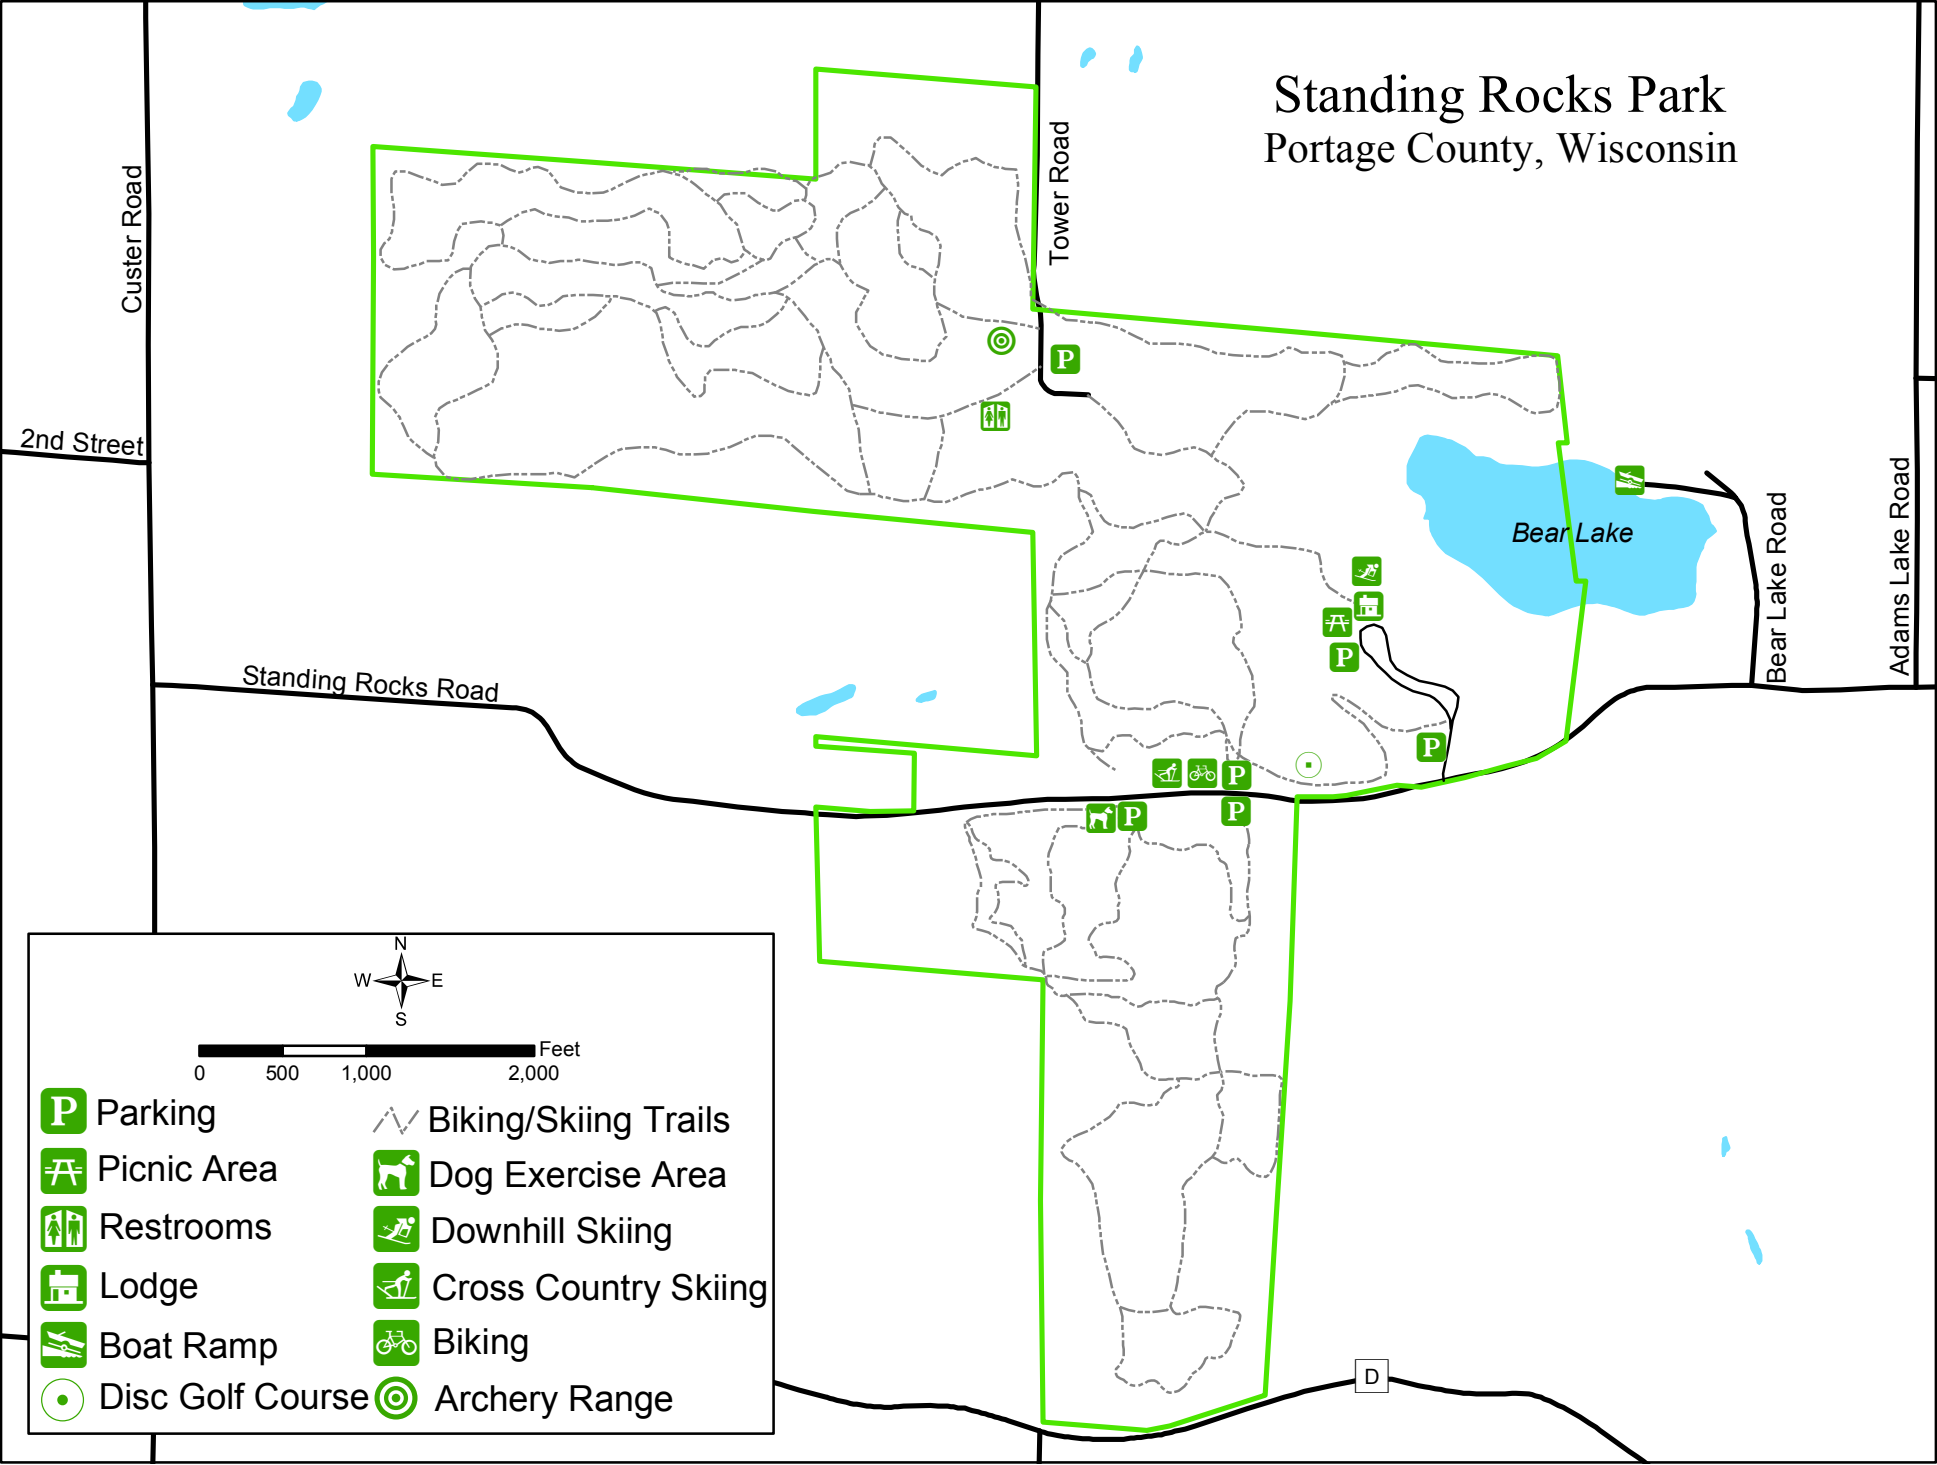 Standing Rocks Park
Portage County, Wisconsin
Tower Road
Custer Road
2nd Street
Bear Lake
Bear Lake Road
Adams Lake Road
Standing Rocks Road
P
P
P
P
P
P
D
N
W E
S
Feet
0 500 1,000 2,000
P Parking
Picnic Area
Restrooms
Lodge
Boat Ramp
Disc Golf Course
Biking/Skiing Trails
Dog Exercise Area
Downhill Skiing
Cross Country Skiing
Biking
Archery Range